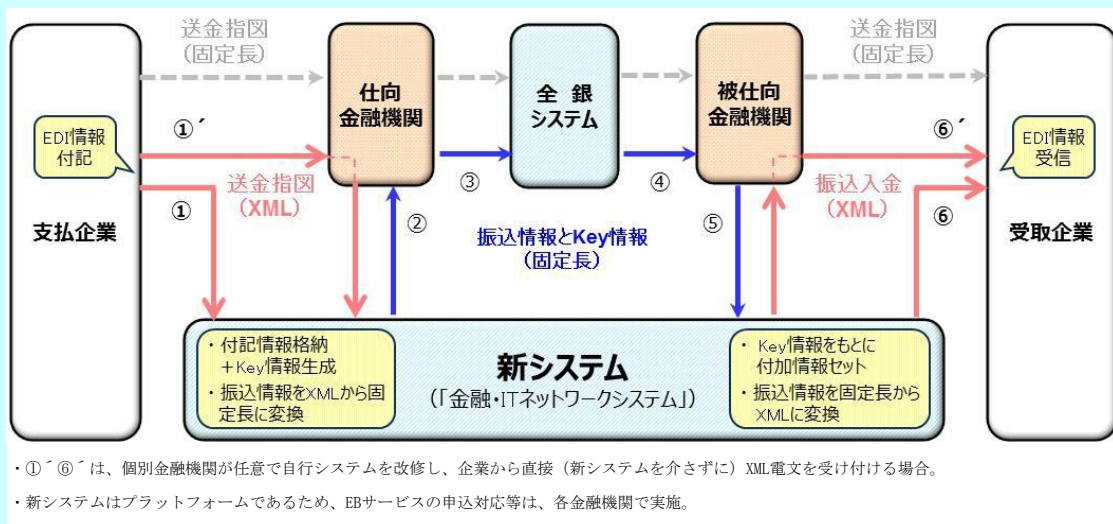 送金指図
(固定長)
送金指図
(固定長)
仕向
金融機関
全 銀
システム
被仕向
金融機関
①´
⑥´
EDI情報
付記
EDI情報
受信
③
④
送金指図
(XML)
振込入金
(XML)
①
②
⑤
⑥
支払企業
受取企業
振込情報とKey情報
(固定長)
・付記情報格納
＋Key情報生成
・振込情報をXMLから固
定長に変換
新システム
(「金融・ITネットワークシステム」)
・Key情報をもとに
付加情報セット
・振込情報を固定長から
XMLに変換
・①´⑥´は、個別金融機関が任意で自行システムを改修し、企業から直接（新システムを介さずに）XML電文を受け付ける場合。
・新システムはプラットフォームであるため、EBサービスの申込対応等は、各金融機関で実施。